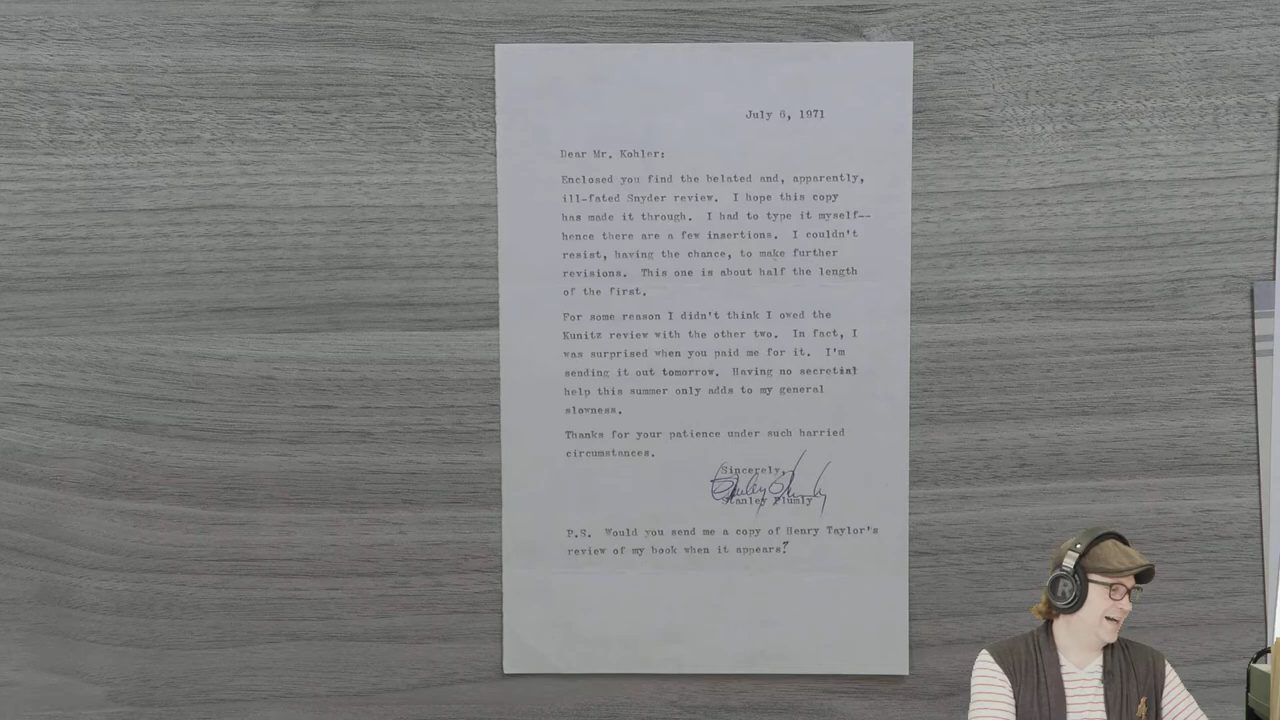 July 6, 1971
Dear Mr. Kohler:
Enclosed you find the belated and, apparently,
ill-fated Snyder review. I hope this copy
has made it through. I had to type it myself--
hence there are a few insertions. I couldn't
resist, having the chance, to make further
revisions. This one is about half the length
of the first.
For some reason I didn't think I owed the
Kunitz review with the other two. In fact, I
was surprised when you paid me for it. I'm
sending it out tomorrow. Having no secretial
help this summer only adds to my general
slowness.
Thanks for your patience under such harried
circumstances.
Sincerely,
Stanley Plumly
Stanley Plumly
P.S. Would you send me a copy of Henry Taylor's
review of my book when it appears?
R